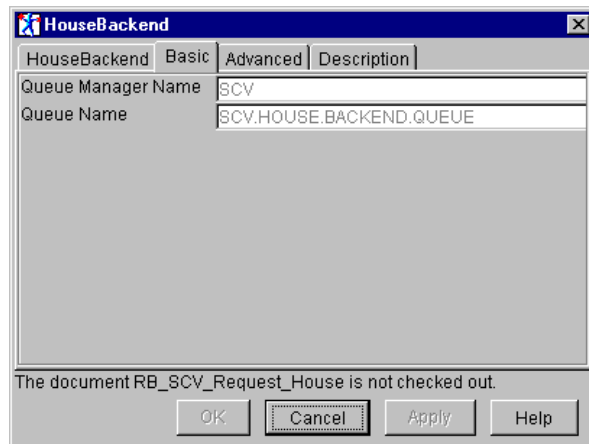 HouseBackend
HouseBackend Basic Advanced Description
Queue Manager Name SCV
Queue Name SCV.HOUSE.BACKEND.QUEUE
The document RB_SCV_Request_House is not checked out.
OK Cancel Apply Help